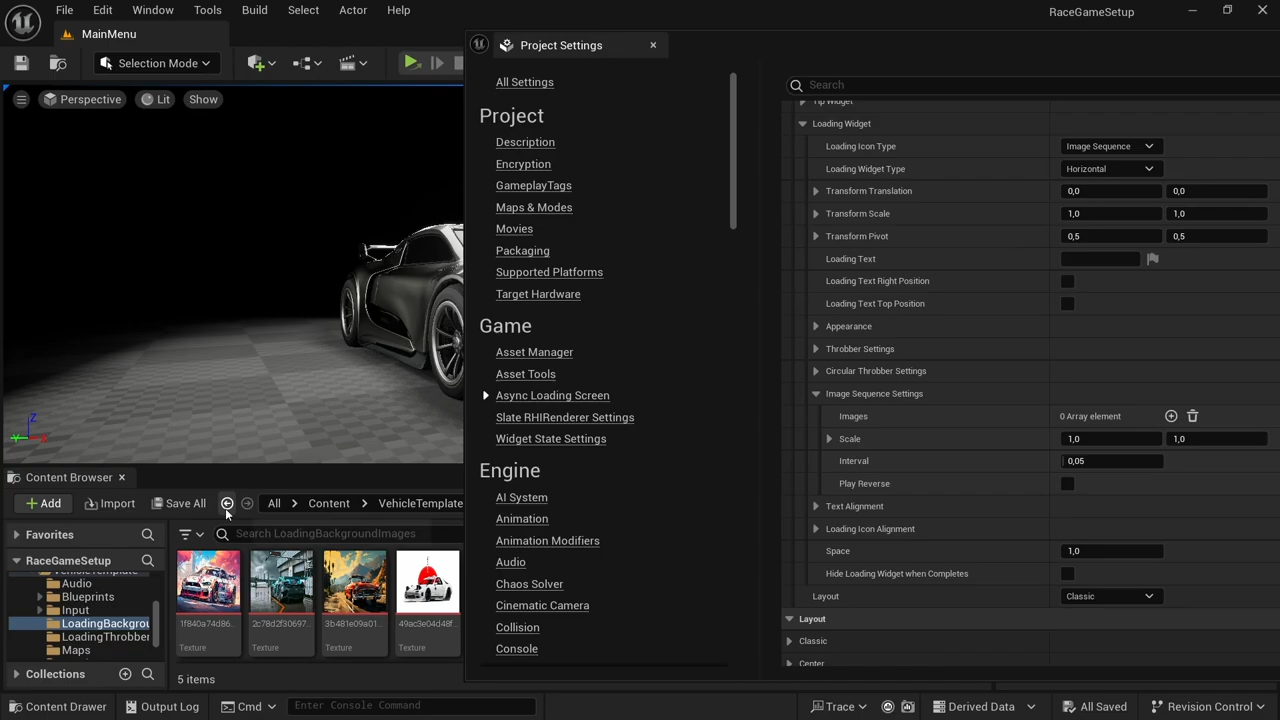 File Edit Window Tools Build Select Actor Help
RaceGameSetup
MainMenu
Project Settings
Selection Mode
Perspective
Lit
Show
All Settings
Project
Description
Encryption
GameplayTags
Maps & Modes
Movies
Packaging
Supported Platforms
Target Hardware
Game
Asset Manager
Asset Tools
Async Loading Screen
Slate RHIRenderer Settings
Widget State Settings
Engine
AI System
Animation
Animation Modifiers
Audio
Chaos Solver
Cinematic Camera
Collision
Console
Search
Tip Widget
Loading Widget
Loading Icon Type Image Sequence
Loading Widget Type Horizontal
Transform Translation 0,0 0,0
Transform Scale 1,0 1,0
Transform Pivot 0,5 0,5
Loading Text
Loading Text Right Position
Loading Text Top Position
Appearance
Throbber Settings
Circular Throbber Settings
Image Sequence Settings
Images 0 Array element
Scale 1,0 1,0
Interval 0,05
Play Reverse
Text Alignment
Loading Icon Alignment
Space 1,0
Hide Loading Widget when Completes
Layout Classic
Layout
Classic
Center
Z
Content Browser
Add Import Save All All Content VehicleTemplate
Favorites
Search LoadingBackgroundImages
RaceGameSetup
Audio
Blueprints
Input
LoadingBackgrou
LoadingThrobber
Maps
Collections
1f840a74d86.. 2c78d2f30697.. 3b481e09a01.. 49ac3e04d48f..
Texture Texture Texture Texture
5 items
Content Drawer Output Log Cmd Enter Console Command Trace Derived Data All Saved Revision Control